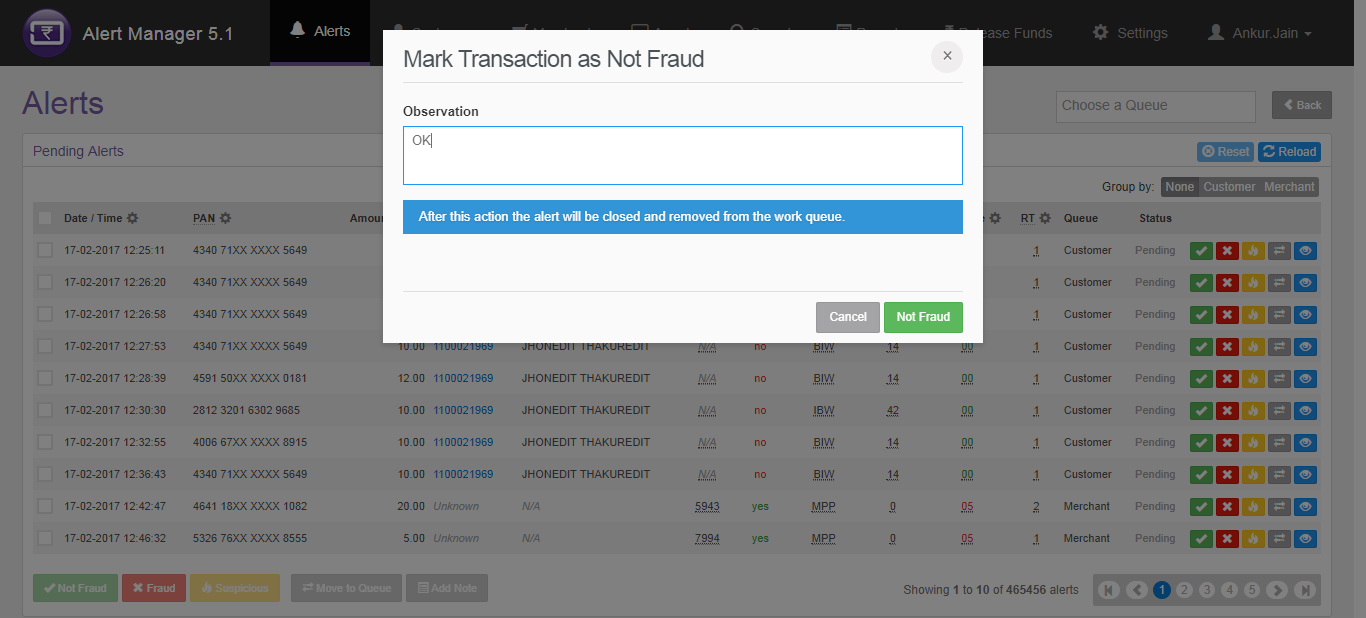 Alert Manager 5.1
Alerts
ease Funds
Settings
Ankur.Jain
Mark Transaction as Not Fraud
×
Alerts
Choose a Queue
Back
Observation
OK
Pending Alerts
Reset
Reload
Group by: None Customer Merchant
After this action the alert will be closed and removed from the work queue.
Date / Time PAN Amou RT Queue Status
17-02-2017 12:25:11 4340 71XX XXXX 5649 1 Customer Pending
17-02-2017 12:26:20 4340 71XX XXXX 5649 1 Customer Pending
17-02-2017 12:26:58 4340 71XX XXXX 5649 1 Customer Pending
Cancel Not Fraud
17-02-2017 12:27:53 4340 71XX XXXX 5649 10.00 1100021969 JHONEDIT THAKUREDIT N/A no BIW 14 00 1 Customer Pending
17-02-2017 12:28:39 4591 50XX XXXX 0181 12.00 1100021969 JHONEDIT THAKUREDIT N/A no BIW 14 00 1 Customer Pending
17-02-2017 12:30:30 2812 3201 6302 9685 10.00 1100021969 JHONEDIT THAKUREDIT N/A no IBW 42 00 1 Customer Pending
17-02-2017 12:32:55 4006 67XX XXXX 8915 10.00 1100021969 JHONEDIT THAKUREDIT N/A no BIW 14 00 1 Customer Pending
17-02-2017 12:36:43 4340 71XX XXXX 5649 10.00 1100021969 JHONEDIT THAKUREDIT N/A no BIW 14 00 1 Customer Pending
17-02-2017 12:42:47 4641 18XX XXXX 1082 20.00 Unknown N/A 5943 yes MPP 0 05 2 Merchant Pending
17-02-2017 12:46:32 5326 76XX XXXX 8555 5.00 Unknown N/A 7994 yes MPP 0 05 1 Merchant Pending
Not Fraud Fraud Suspicious Move to Queue Add Note
Showing 1 to 10 of 465456 alerts 1 2 3 4 5